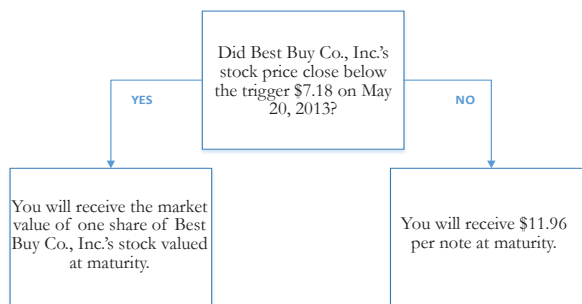 Did Best Buy Co., Inc.'s
stock price close below
the trigger $7.18 on May
20, 2013?
YES
NO
You will receive the market
value of one share of Best
Buy Co., Inc.'s stock valued
at maturity.
You will receive $11.96
per note at maturity.